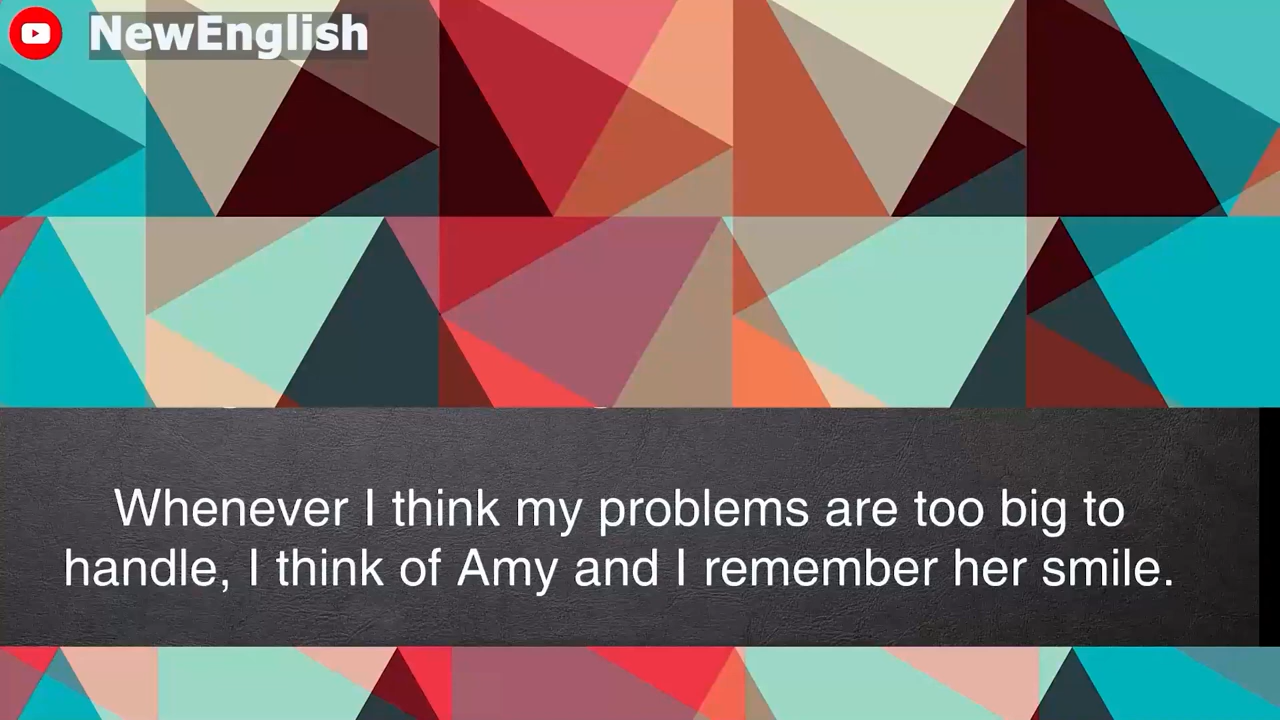 NewEnglish
Whenever I think my problems are too big to
handle, I think of Amy and I remember her smile.